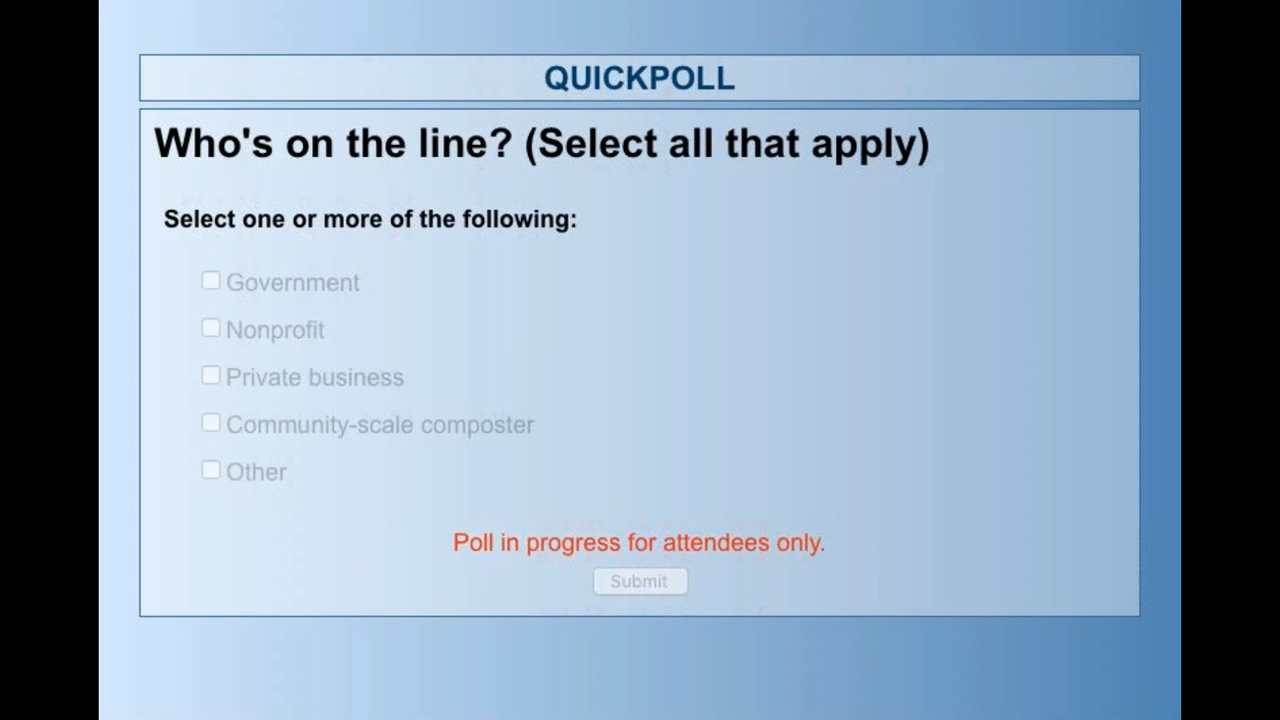 QUICKPOLL
Who's on the line? (Select all that apply)
Select one or more of the following:
Government
Nonprofit
Private business
Community-scale composter
Other
Poll in progress for attendees only.
Submit